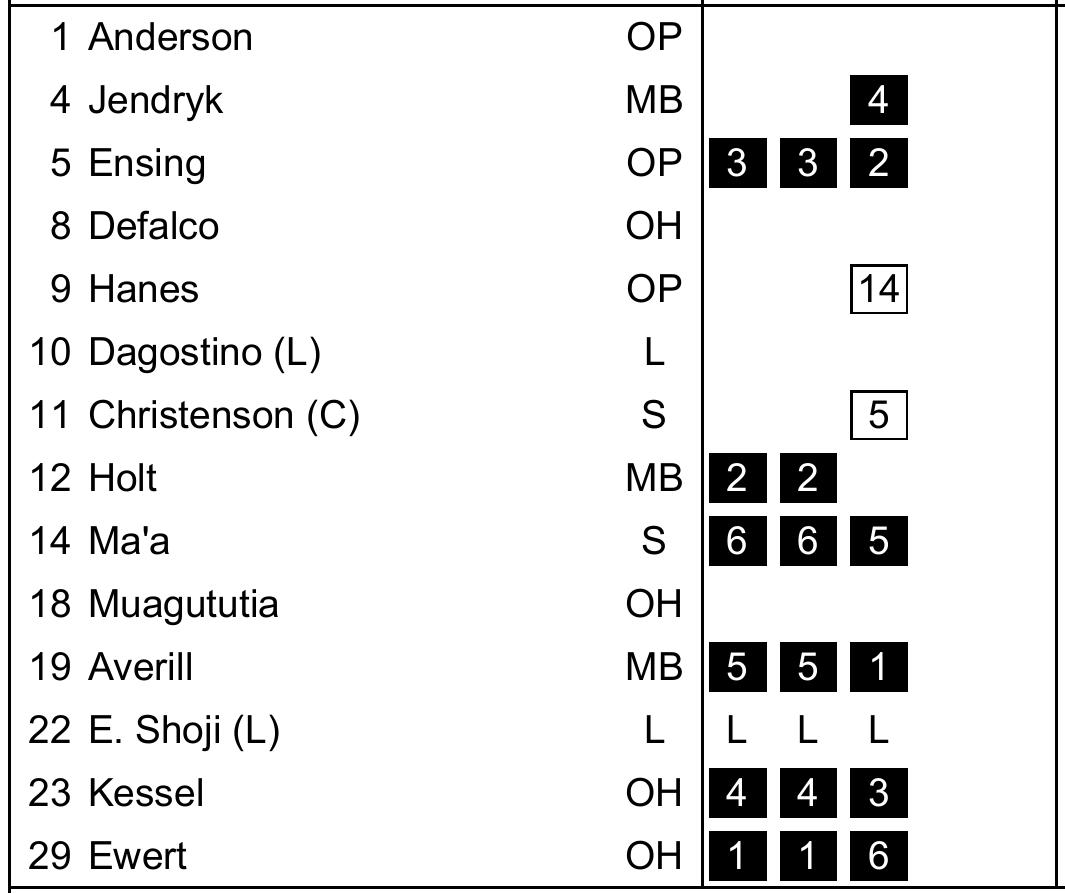 1 Anderson OP
4 Jendryk MB 4
5 Ensing OP 3 3 2
8 Defalco OH
9 Hanes OP 14
10 Dagostino (L) L
11 Christenson (C) S 5
12 Holt MB 2 2
14 Ma'a S 6 6 5
18 Muagututia OH
19 Averill MB 5 5 1
22 E. Shoji (L) L L L L
23 Kessel OH 4 4 3
29 Ewert OH 1 1 6